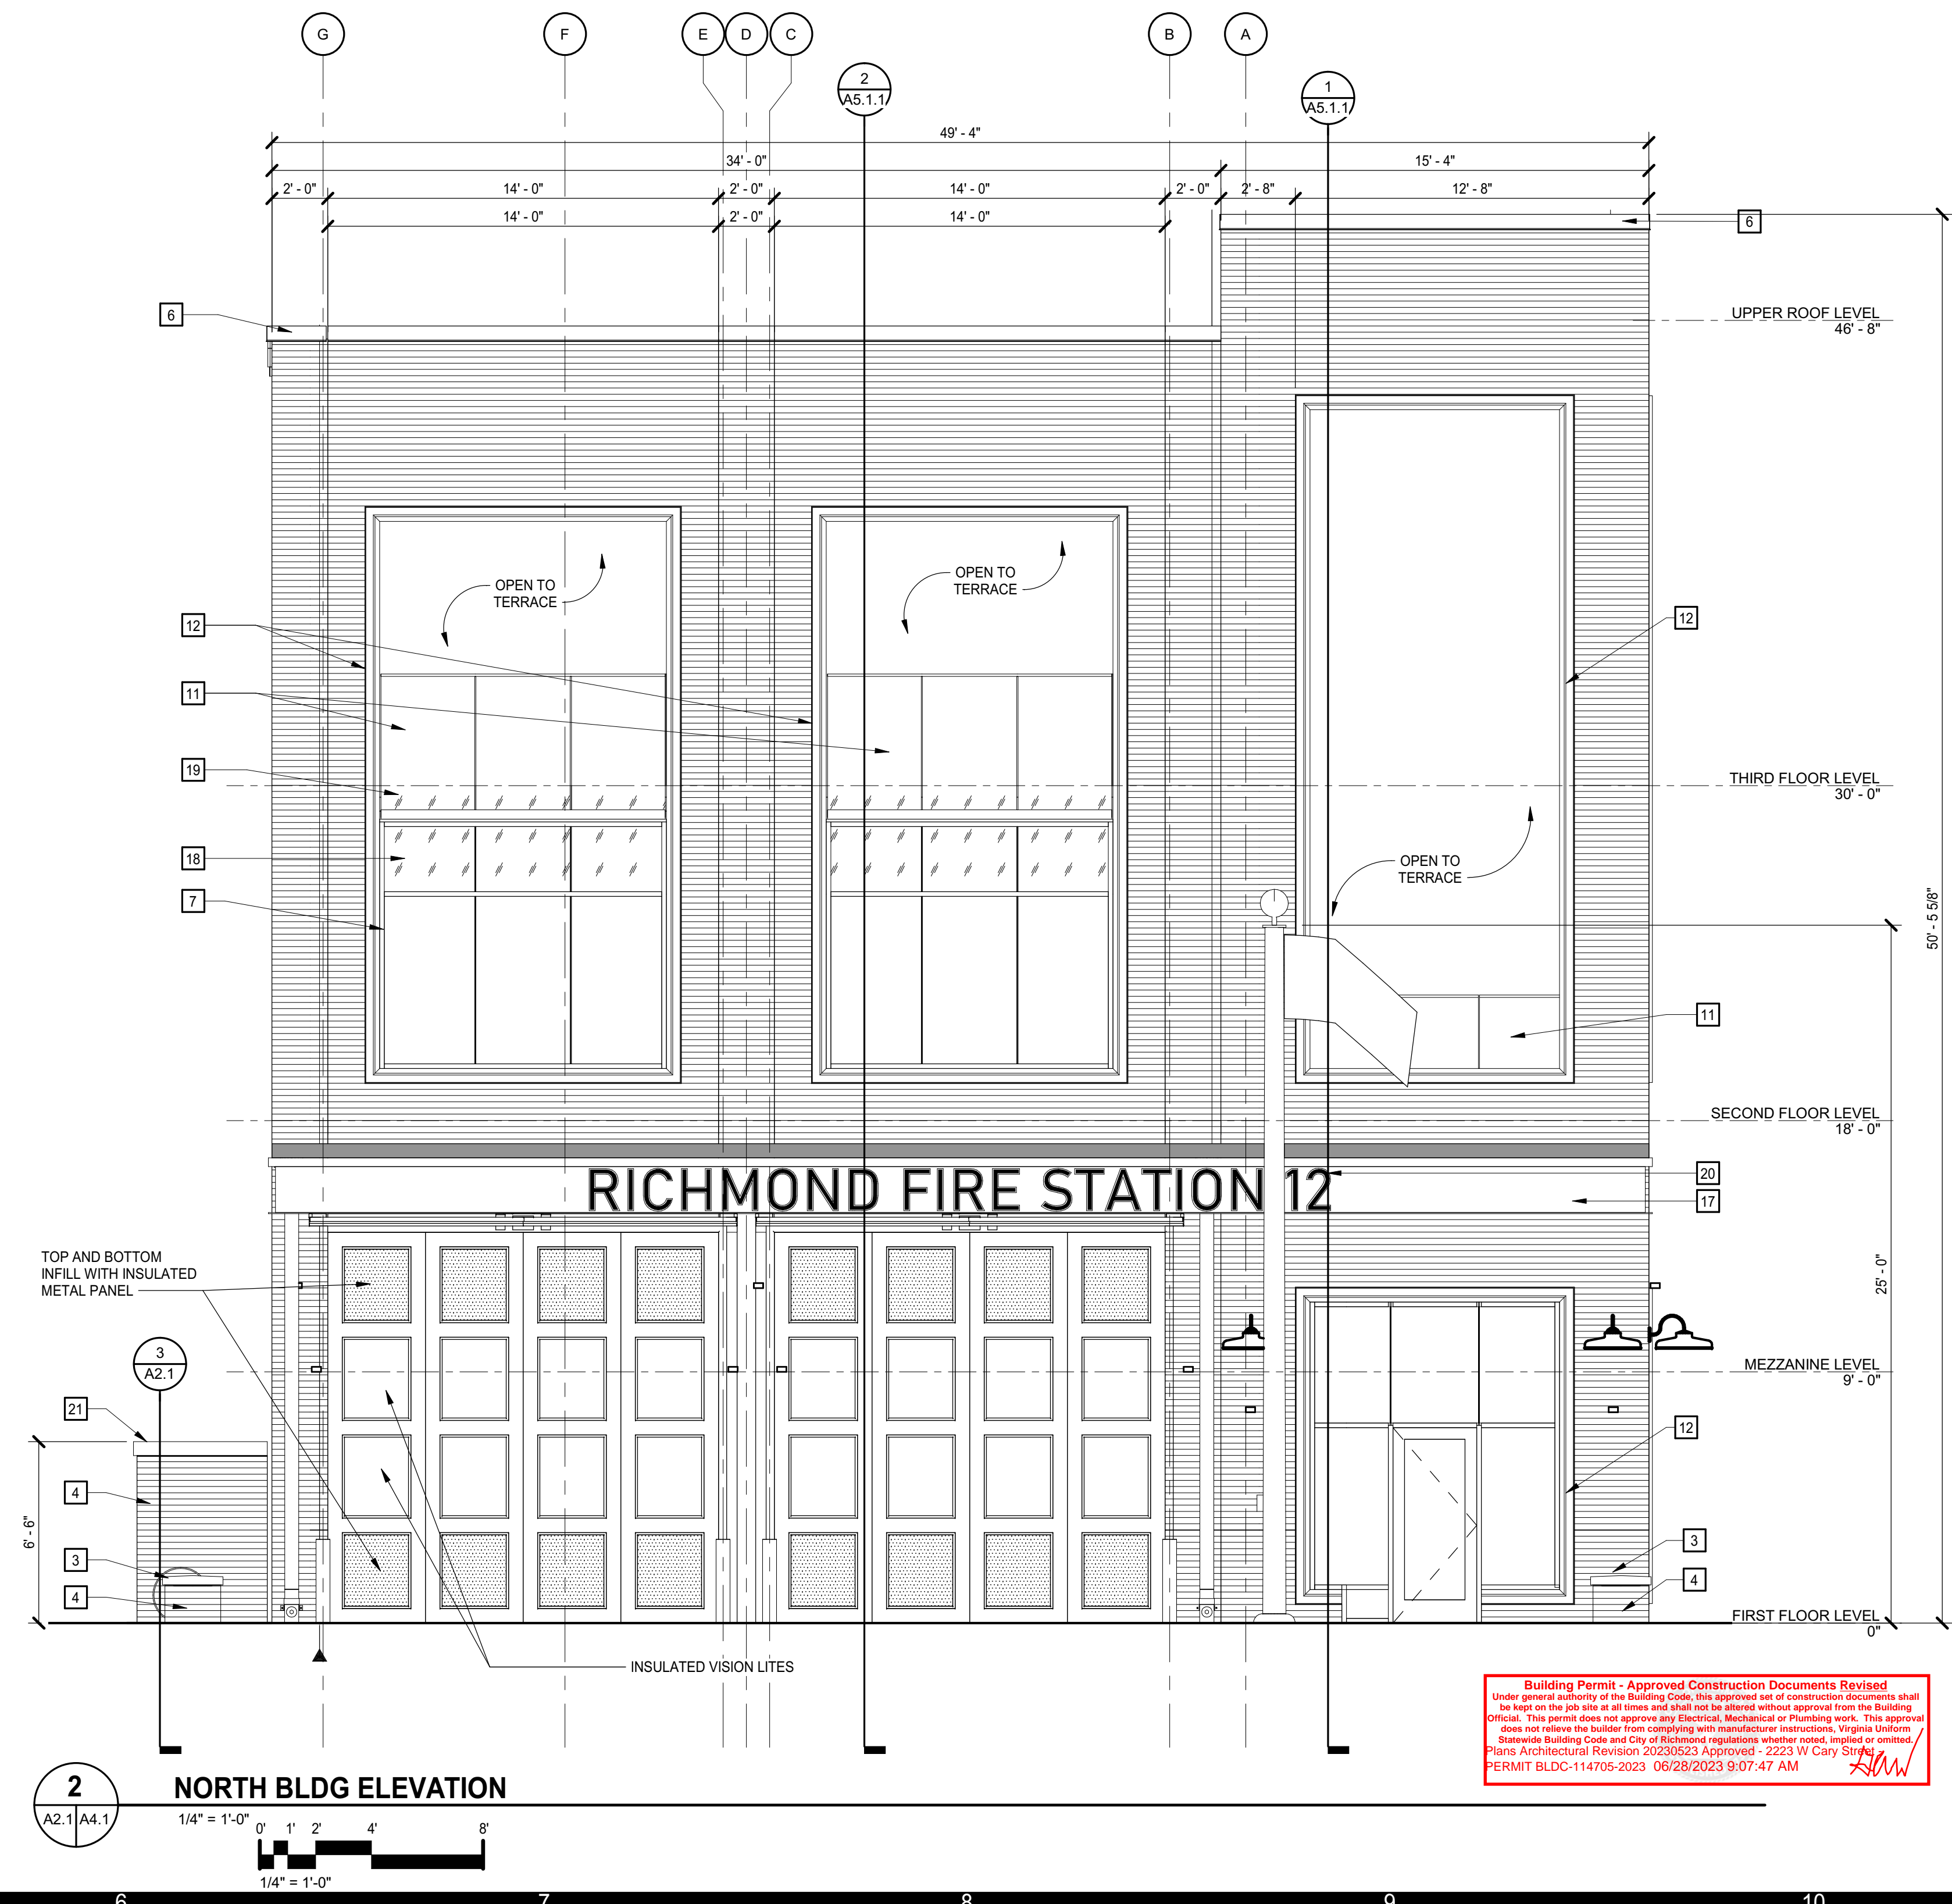 G
F
E
D
C
B
A
2
A5.1.1
1
A5.1.1
49' - 4"
34' - 0"
15' - 4"
2' - 0"
14' - 0"
2' - 0"
14' - 0"
2' - 0"
2' - 8"
12' - 8"
14' - 0"
2' - 0"
14' - 0"
6
6
UPPER ROOF LEVEL
46' - 8"
OPEN TO
TERRACE
OPEN TO
TERRACE
12
12
11
19
THIRD FLOOR LEVEL
30' - 0"
18
OPEN TO
TERRACE
7
50' - 5 5/8"
11
SECOND FLOOR LEVEL
18' - 0"
RICHMOND FIRE STATION 12
20
17
TOP AND BOTTOM
INFILL WITH INSULATED
METAL PANEL
25' - 0"
3
A2.1
MEZZANINE LEVEL
9' - 0"
21
12
4
6' - 6"
3
3
4
4
FIRST FLOOR LEVEL
0"
INSULATED VISION LITES
Building Permit - Approved Construction Documents Revised
Under general authority of the Building Code, this approved set of construction documents shall
be kept on the job site at all times and shall not be altered without approval from the Building
Official. This permit does not approve any Electrical, Mechanical or Plumbing work. This approval
does not relieve the builder from complying with manufacturer instructions, Virginia Uniform
Statewide Building Code and City of Richmond regulations whether noted, implied or omitted.
Plans Architectural Revision 20230523 Approved - 2223 W Cary Street -
PERMIT BLDC-114705-2023 06/28/2023 9:07:47 AM
2
A2.1 A4.1
NORTH BLDG ELEVATION
1/4" = 1'-0"
0' 1' 2' 4' 8'
1/4" = 1'-0"
6 7 8 9 10